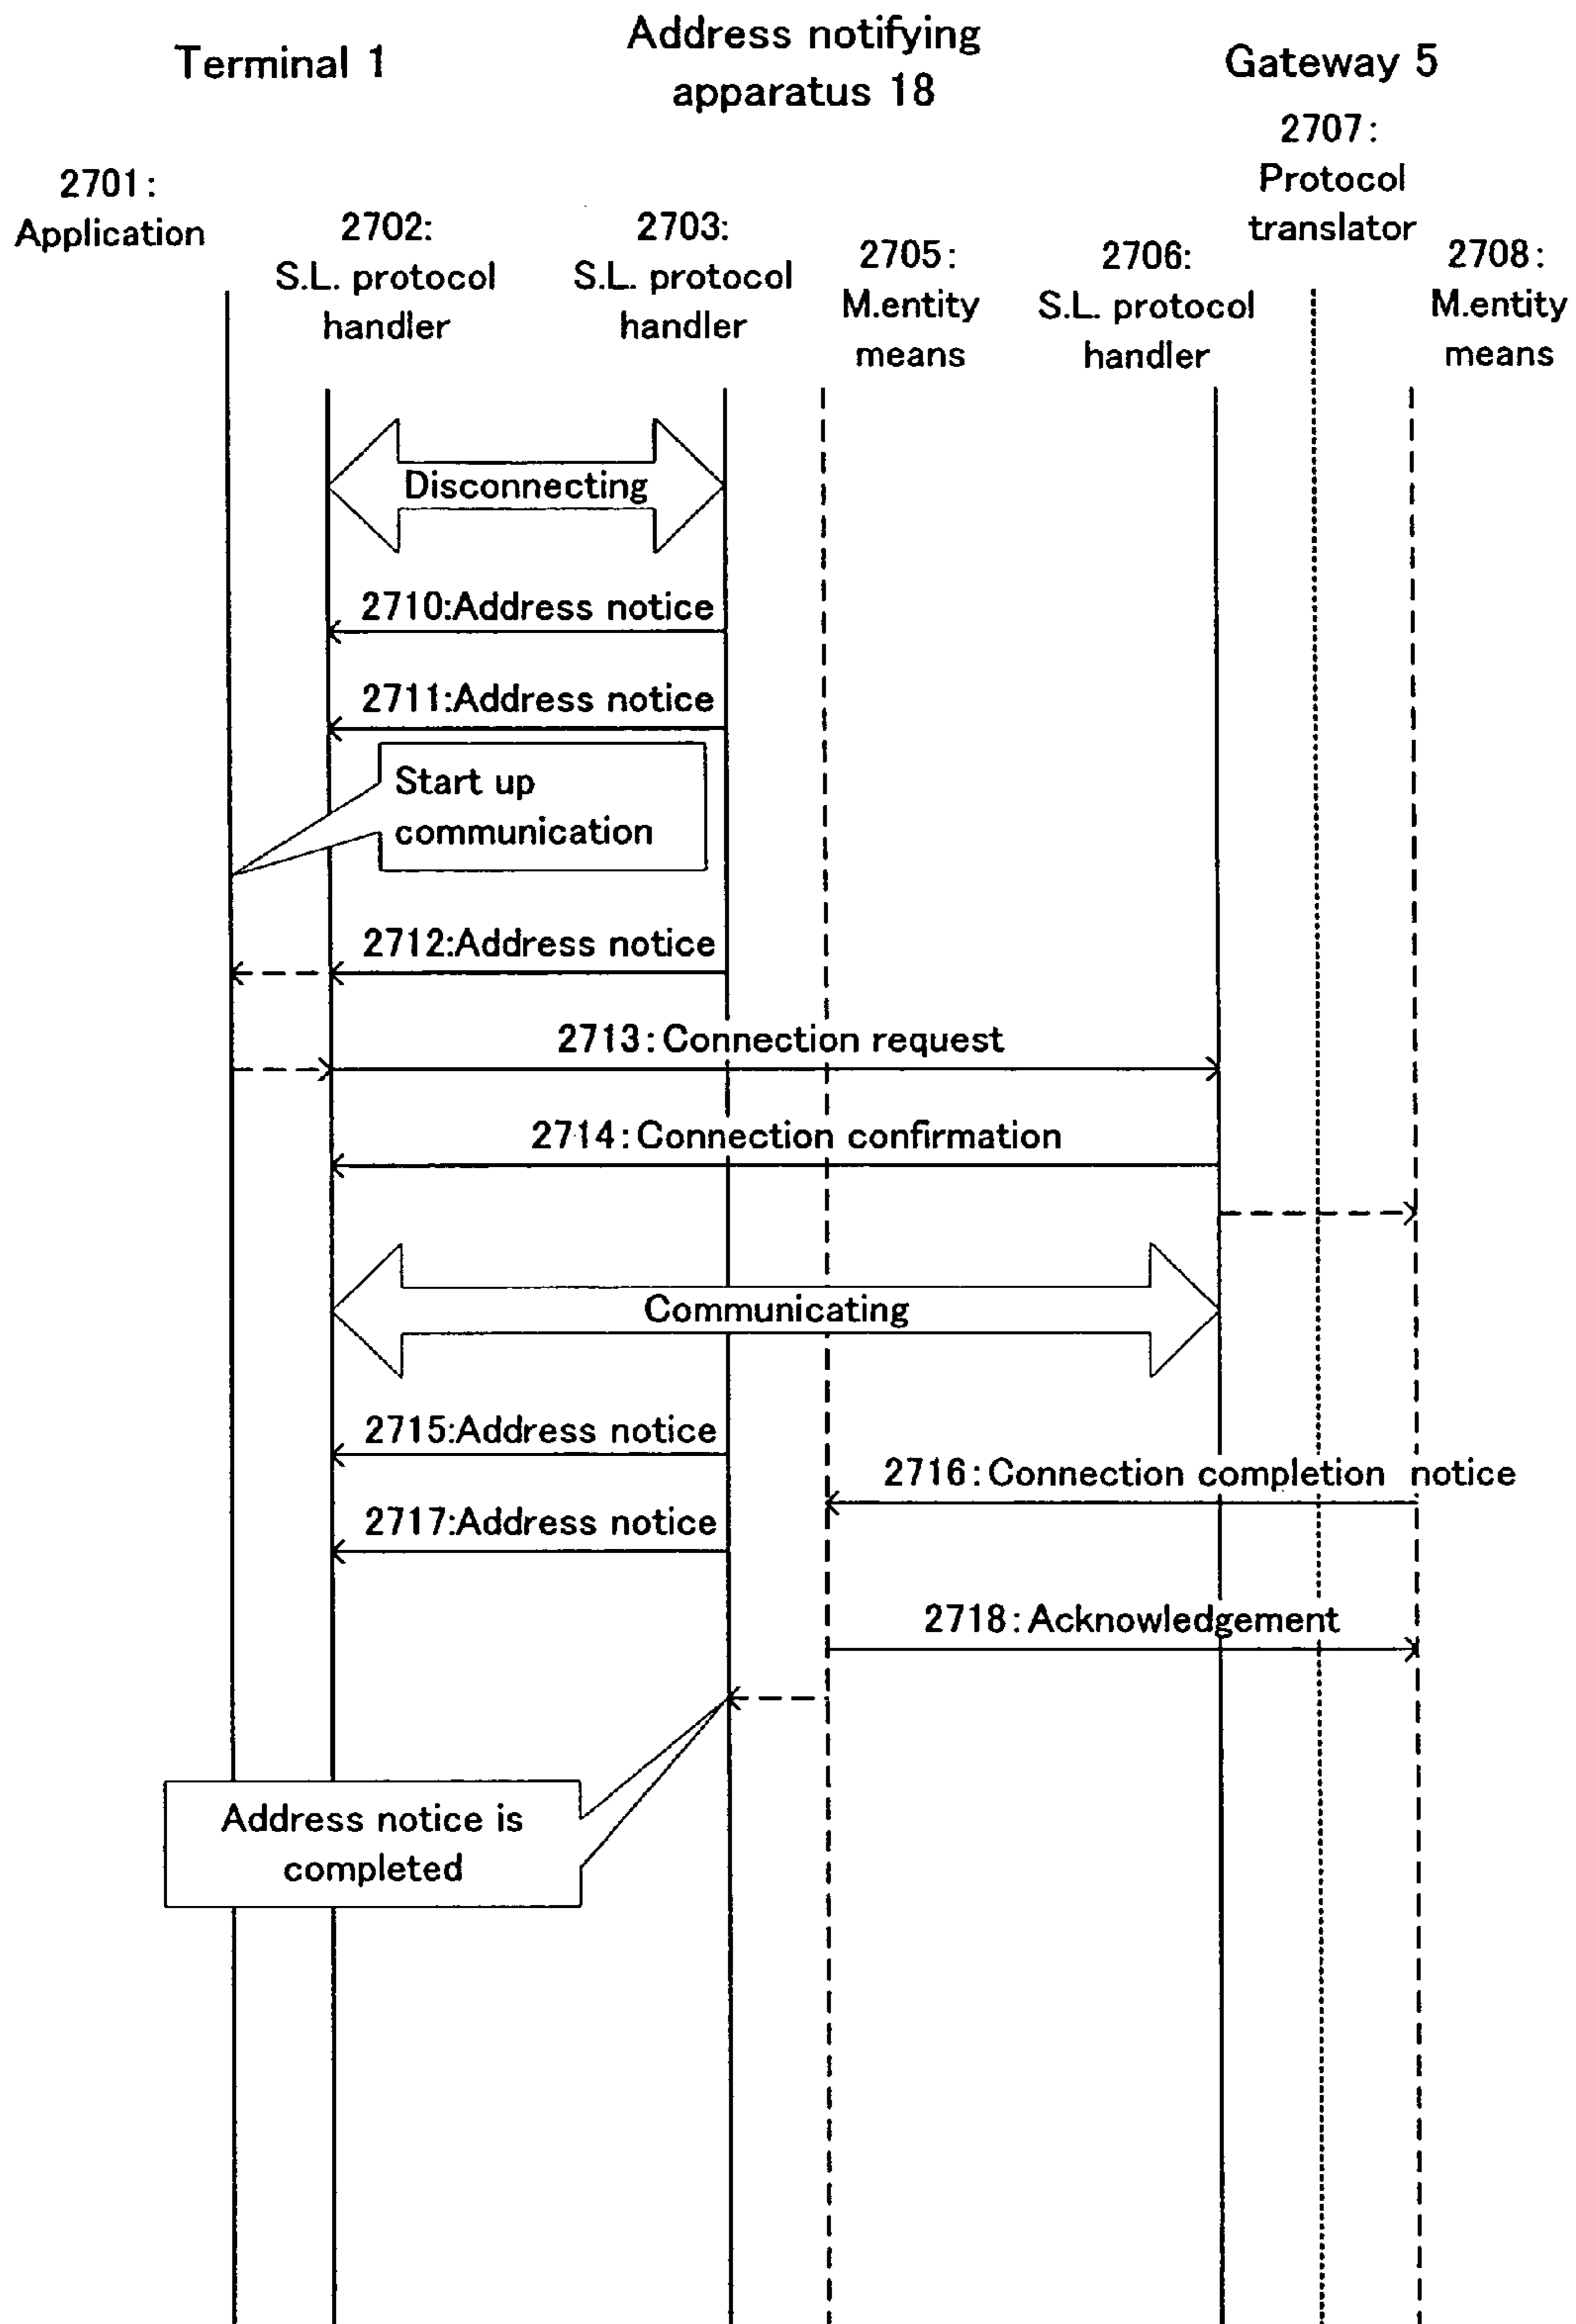 Terminal 1
Address notifying
apparatus 18
Gateway 5
2701:
Application
2702:
S.L. protocol
handler
2703:
S.L. protocol
handler
2705:
M.entity
means
2706:
S.L. protocol
handler
2707:
Protocol
translator
2708:
M.entity
means
Disconnecting
2710:Address notice
2711:Address notice
Start up
communication
2712:Address notice
2713:Connection request
2714:Connection confirmation
Communicating
2715:Address notice
2716:Connection completion notice
2717:Address notice
2718:Acknowledgement
Address notice is
completed